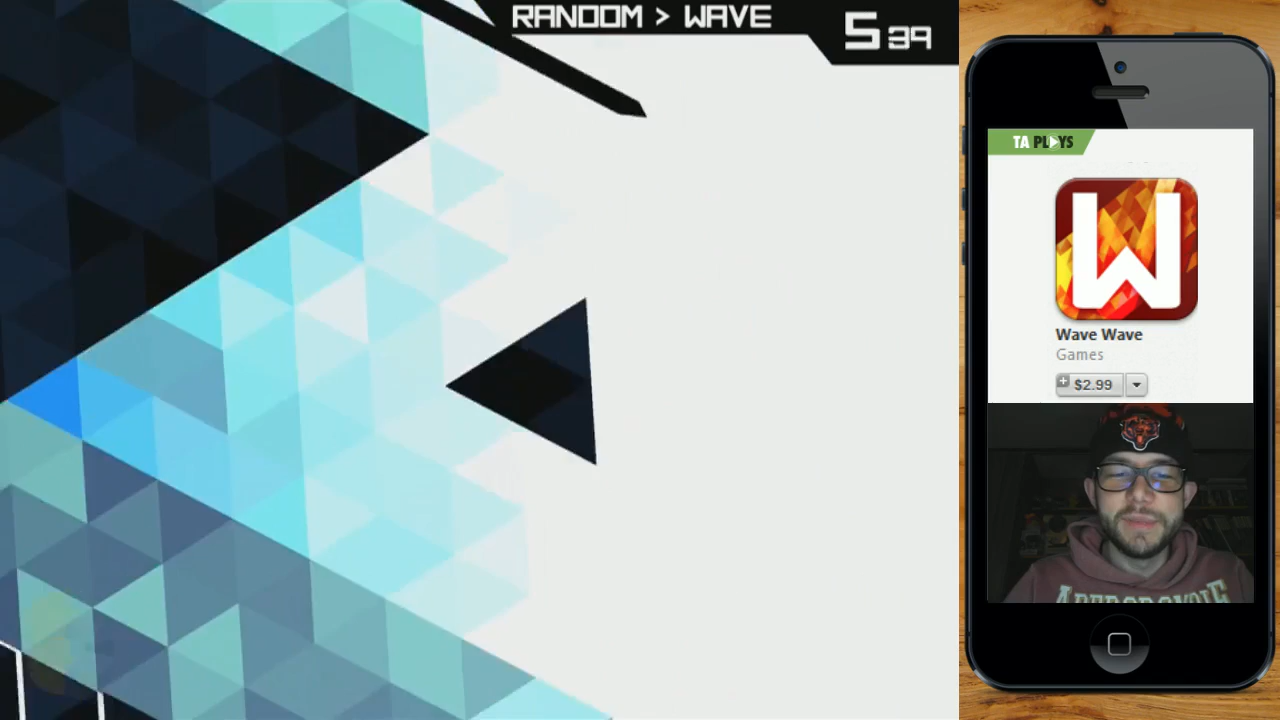 RANDOM > WAVE
5 39
TA PLAYS
W
Wave Wave
Games
+ $2.99